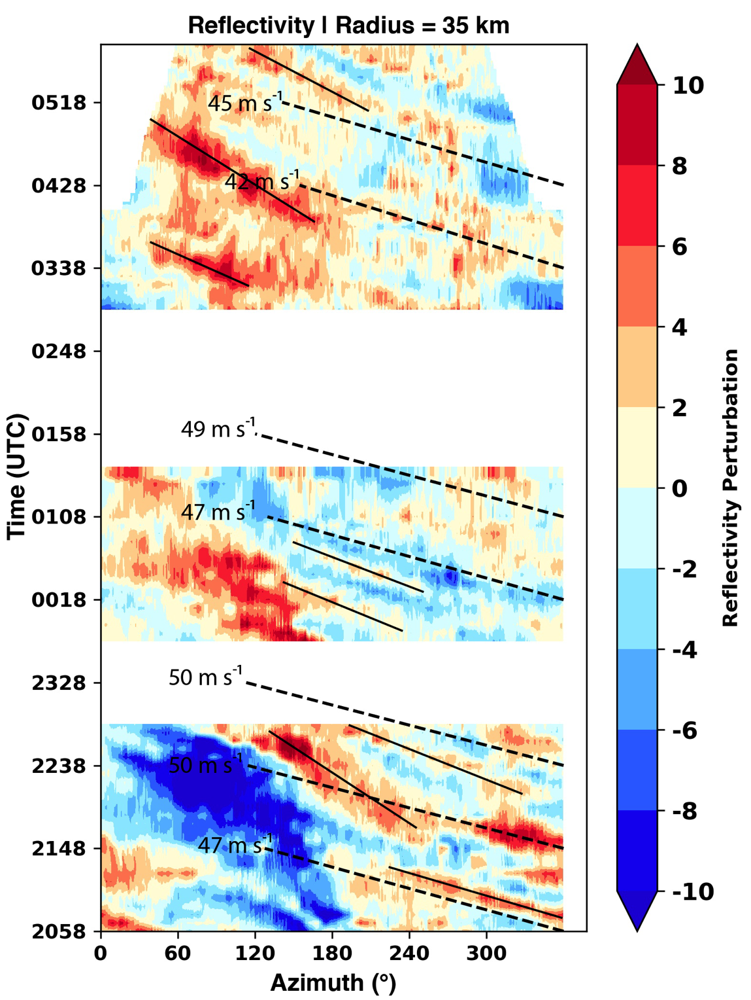 Reflectivity | Radius = 35 km
0518
0428
0338
0248
0158
0108
0018
2328
2238
2148
2058
Time (UTC)
45 m s⁻¹
42 m s⁻¹
49 m s⁻¹
47 m s⁻¹
50 m s⁻¹
50 m s⁻¹
47 m s⁻¹
0 60 120 180 240 300
Azimuth (°)
10
8
6
4
2
0
-2
-4
-6
-8
-10
Reflectivity Perturbation